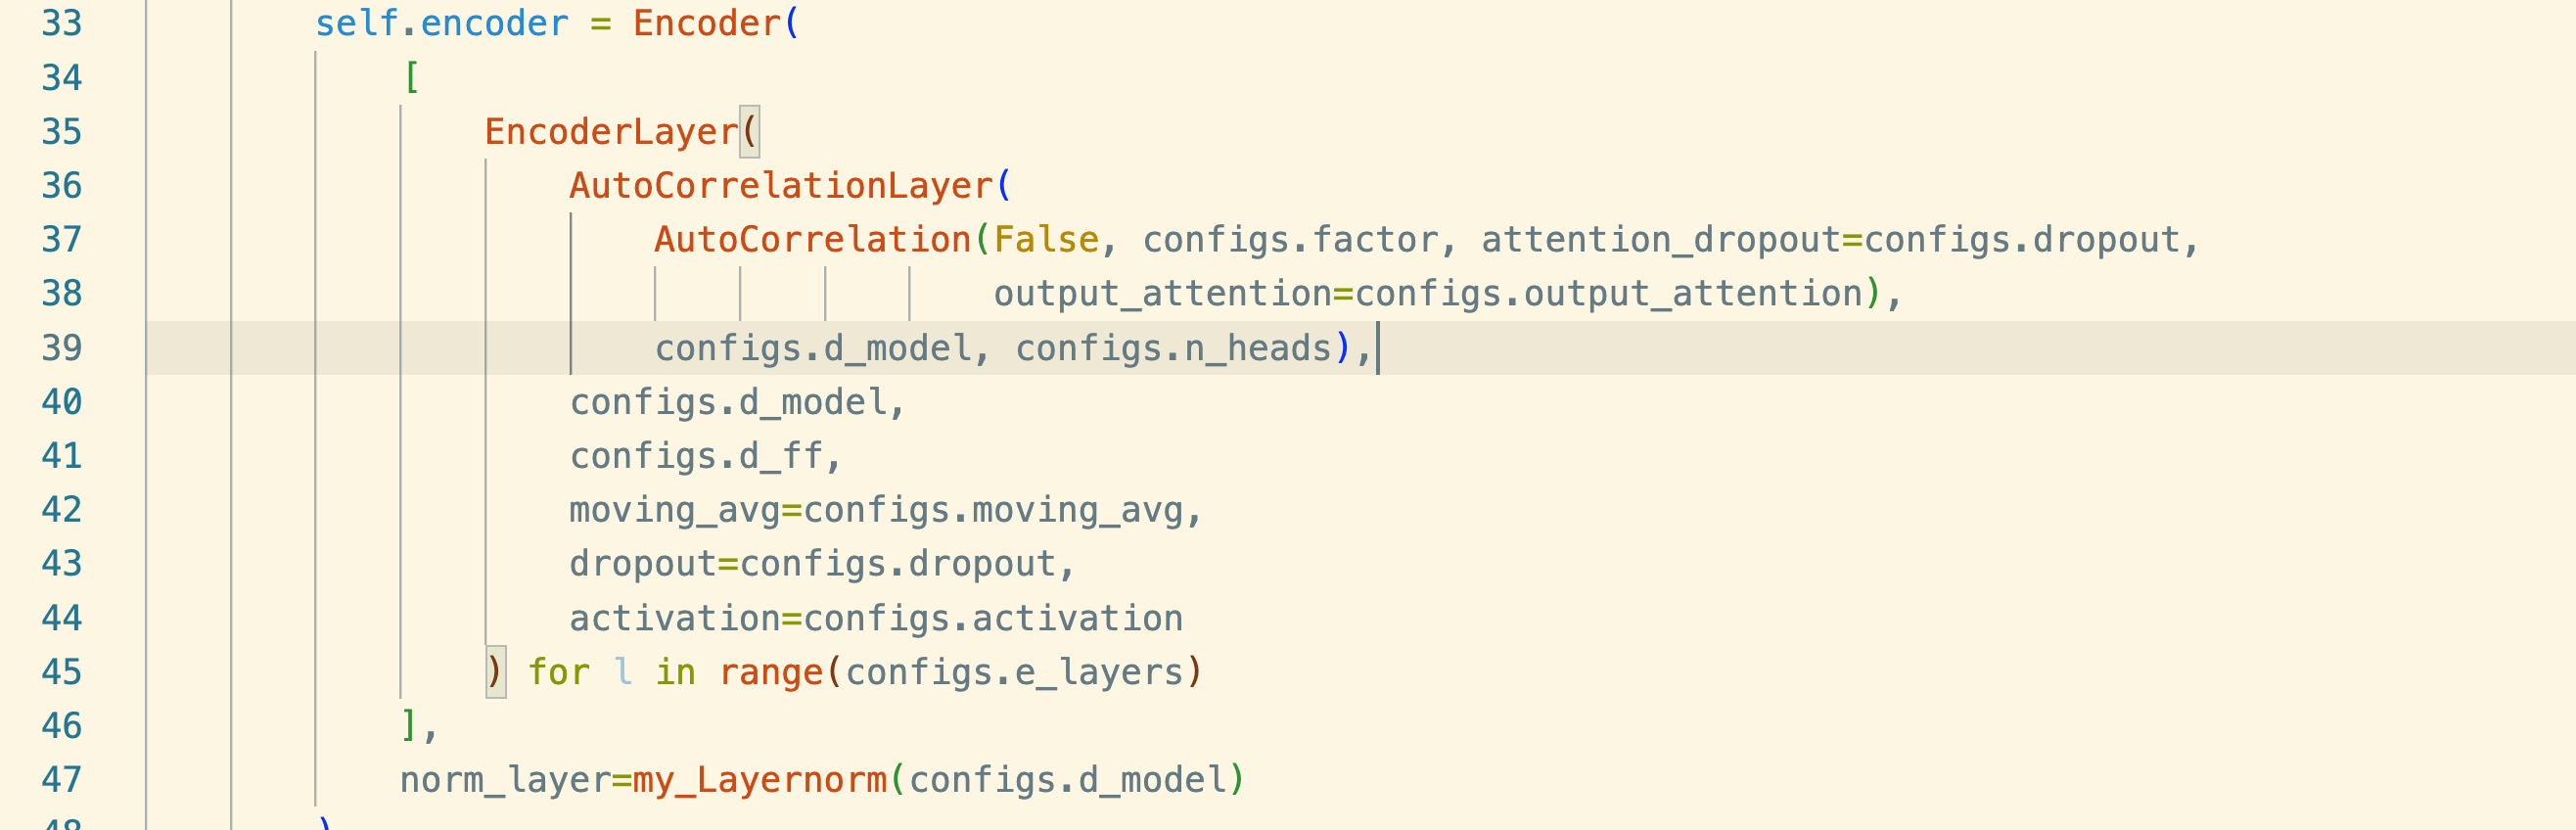 33 self.encoder = Encoder(
34 [
35 EncoderLayer(
36 AutoCorrelationLayer(
37 AutoCorrelation(False, configs.factor, attention_dropout=configs.dropout,
38 output_attention=configs.output_attention),
39 configs.d_model, configs.n_heads),
40 configs.d_model,
41 configs.d_ff,
42 moving_avg=configs.moving_avg,
43 dropout=configs.dropout,
44 activation=configs.activation
45 ) for l in range(configs.e_layers)
46 ],
47 norm_layer=my_Layernorm(configs.d_model)
48 )